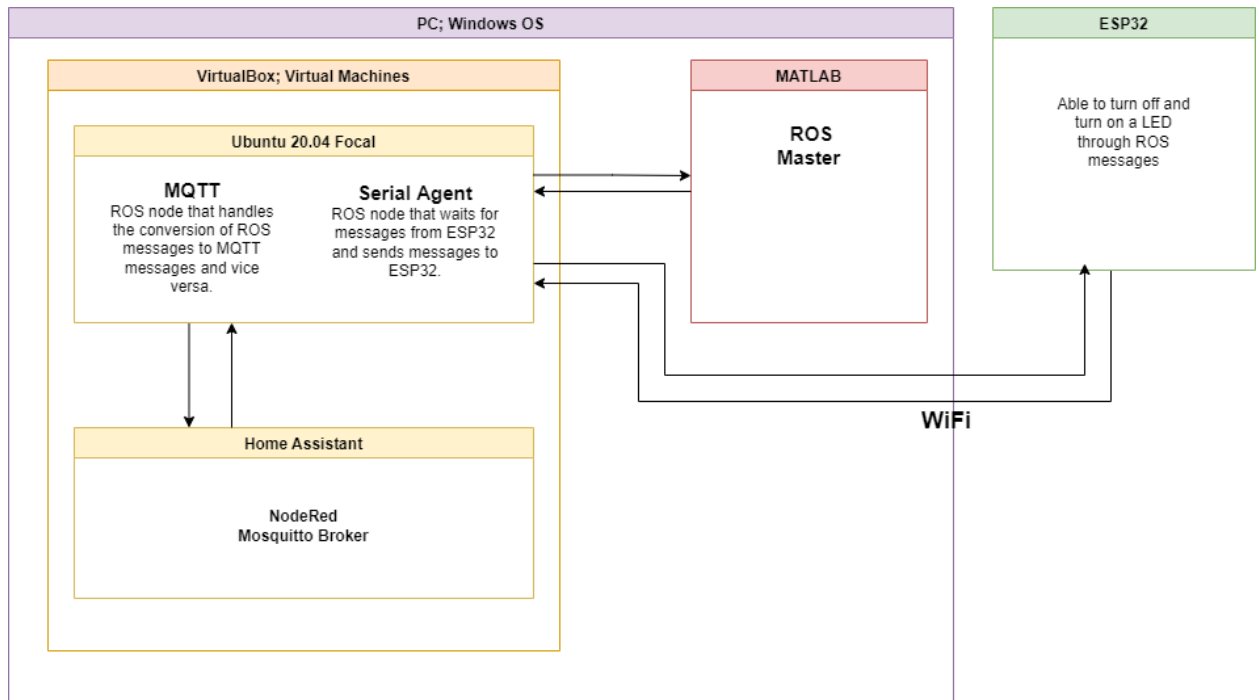 PC; Windows OS
ESP32
VirtualBox; Virtual Machines
MATLAB
Able to turn off and
turn on a LED
through ROS
messages
Ubuntu 20.04 Focal
ROS
Master
MQTT
ROS node that handles
the conversion of ROS
messages to MQTT
messages and vice
versa.
Serial Agent
ROS node that waits for
messages from ESP32
and sends messages to
ESP32.
WiFi
Home Assistant
NodeRed
Mosquitto Broker